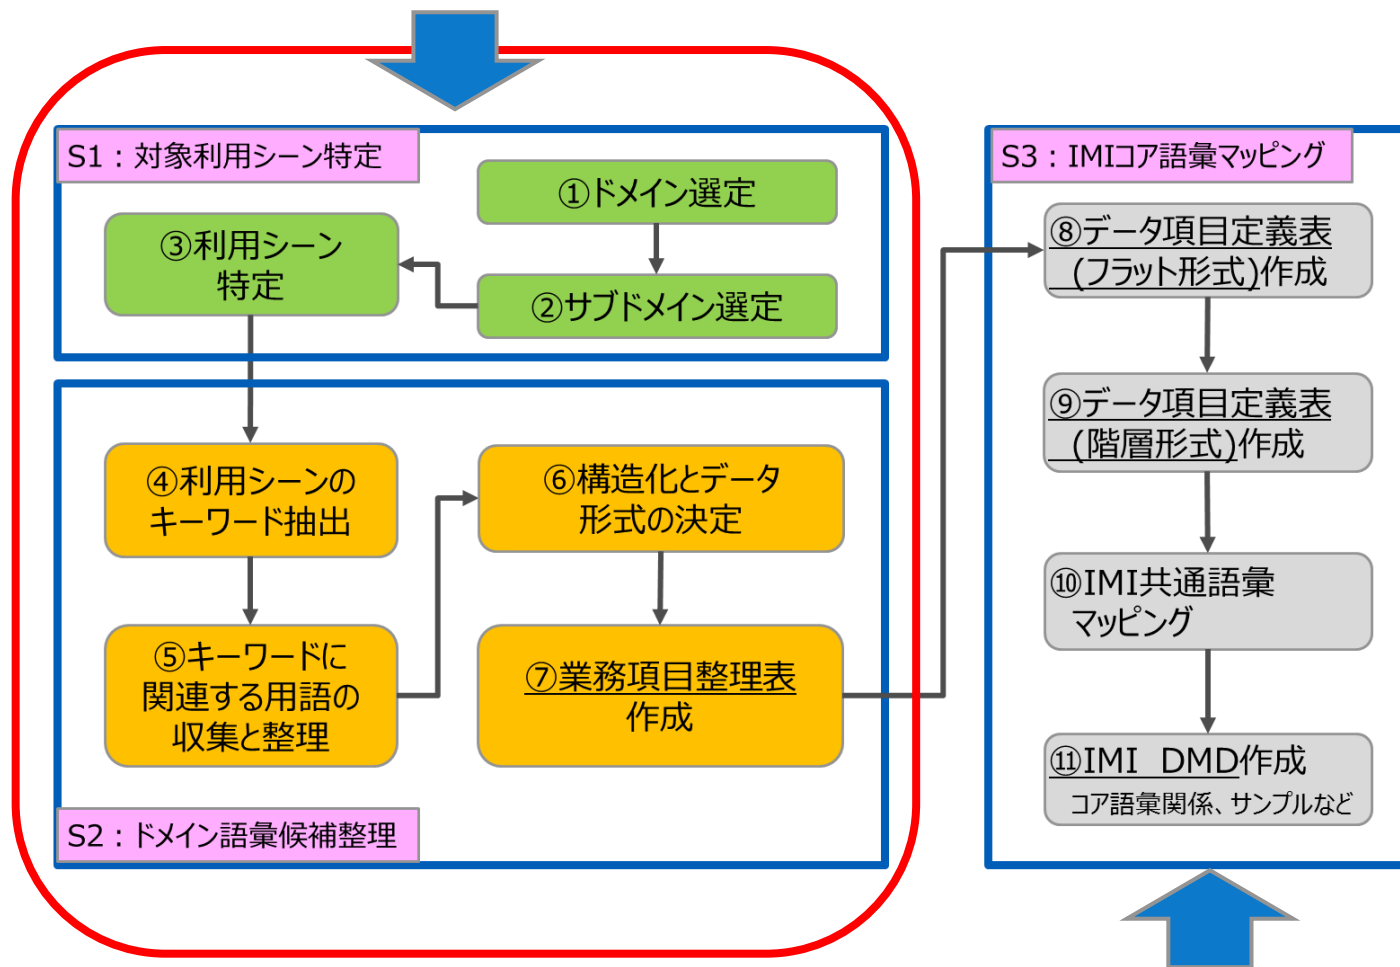 S1：対象利用シーン特定
①ドメイン選定
②サブドメイン選定
③利用シーン
特定
④利用シーンの
キーワード抽出
⑤キーワードに
関連する用語の
収集と整理
⑥構造化とデータ
形式の決定
⑦業務項目整理表
作成
S2：ドメイン語彙候補整理
S3：IMIコア語彙マッピング
⑧データ項目定義表
(フラット形式)作成
⑨データ項目定義表
(階層形式)作成
⑩IMI共通語彙
マッピング
⑪IMI　DMD作成
コア語彙関係、サンプルなど